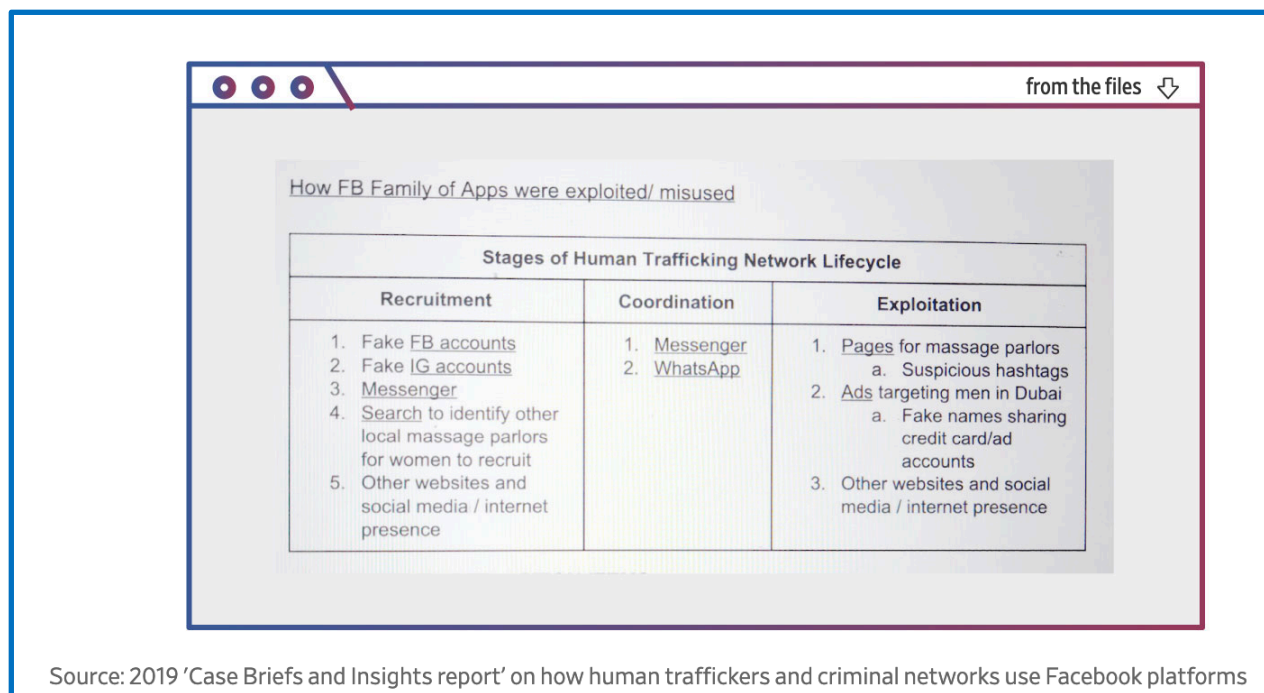 from the files
How FB Family of Apps were exploited/ misused
Stages of Human Trafficking Network Lifecycle
Recruitment
1. Fake FB accounts
2. Fake IG accounts
3. Messenger
4. Search to identify other
local massage parlors
for women to recruit
5. Other websites and
social media / internet
presence
Coordination
1. Messenger
2. WhatsApp
Exploitation
1. Pages for massage parlors
a. Suspicious hashtags
2. Ads targeting men in Dubai
a. Fake names sharing
credit card/ad
accounts
3. Other websites and social
media / internet presence
Source: 2019 'Case Briefs and Insights report' on how human traffickers and criminal networks use Facebook platforms